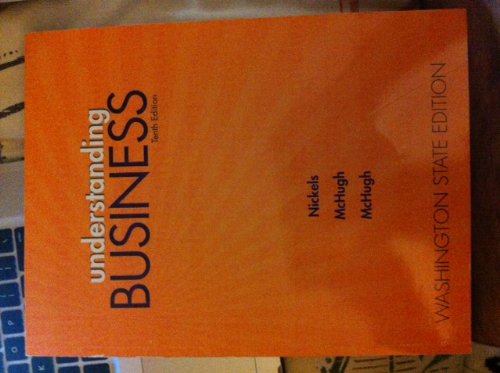 understanding
BUSINESS
Tenth Edition
Nickels
McHugh
McHugh
WASHINGTON STATE EDITION